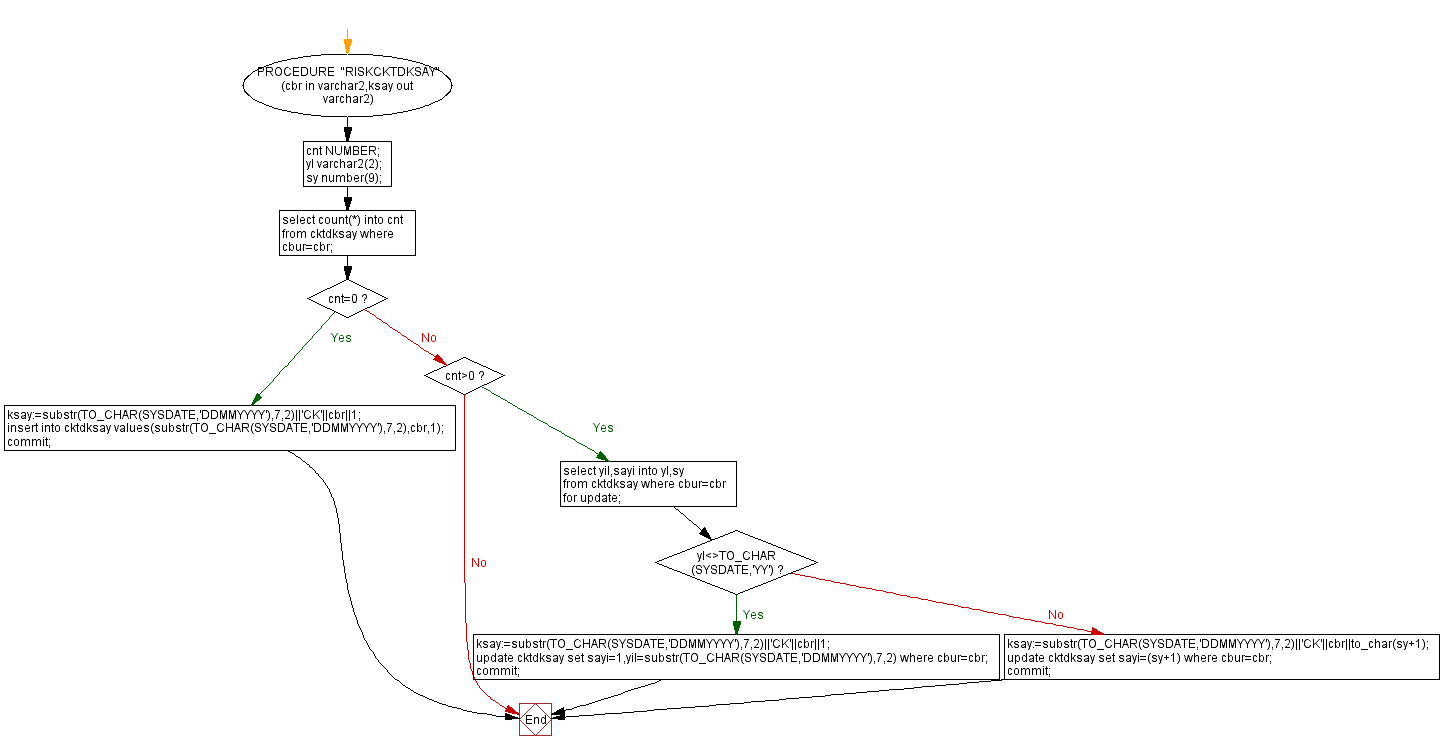 PROCEDURE "RISKCKTDKSAY"
(cbr in varchar2,ksay out
varchar2)
cnt NUMBER;
yl varchar2(2);
sy number(9);
select count(*) into cnt
from cktdksay where
cbur=cbr;
cnt=0 ?
Yes
No
cnt>0 ?
ksay:=substr(TO_CHAR(SYSDATE,'DDMMYYYY'),7,2)||'CK'||cbr||1;
insert into cktdksay values(substr(TO_CHAR(SYSDATE,'DDMMYYYY'),7,2),cbr,1);
commit;
Yes
select yil,sayi into yl,sy
from cktdksay where cbur=cbr
for update;
No
yl<>TO_CHAR
(SYSDATE,'YY') ?
Yes
No
ksay:=substr(TO_CHAR(SYSDATE,'DDMMYYYY'),7,2)||'CK'||cbr||1;
update cktdksay set sayi=1,yil=substr(TO_CHAR(SYSDATE,'DDMMYYYY'),7,2) where cbur=cbr;
commit;
ksay:=substr(TO_CHAR(SYSDATE,'DDMMYYYY'),7,2)||'CK'||cbr||to_char(sy+1);
update cktdksay set sayi=(sy+1) where cbur=cbr;
commit;
End